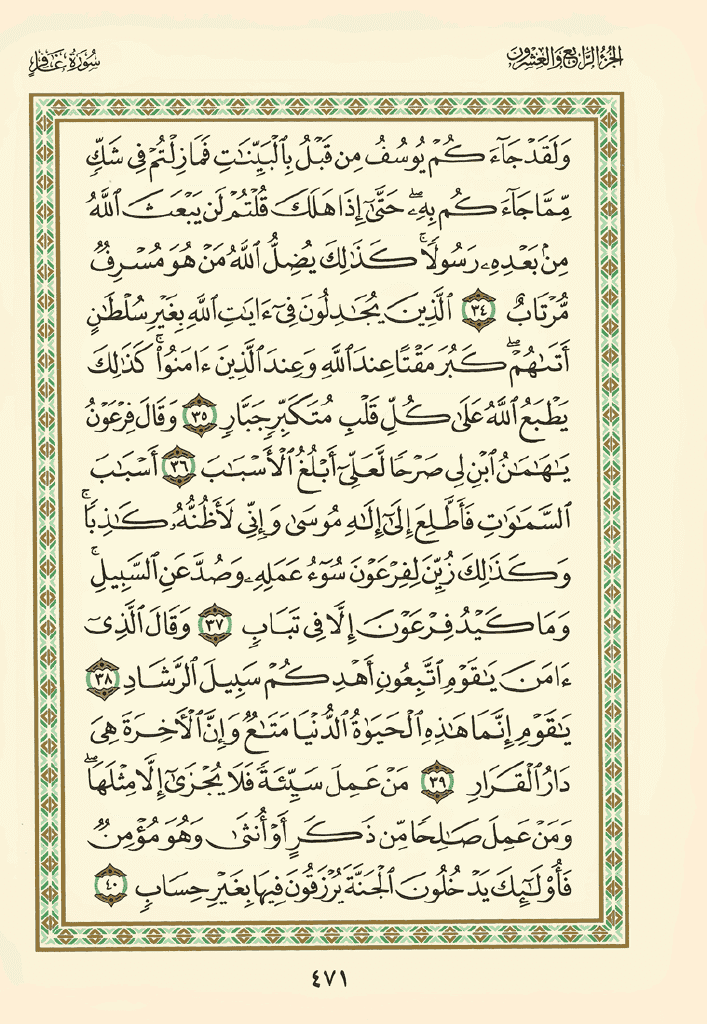 الجزء الرابع والعشرون
سورة غافر
وَلَقَدْ جَآءَكُمْ يُوسُفُ مِن قَبْلُ بِٱلْبَيِّنَٰتِ فَمَا زِلْتُمْ فِى شَكٍّ
مِّمَّا جَآءَكُم بِهِۦ ۖ حَتَّىٰٓ إِذَا هَلَكَ قُلْتُمْ لَن يَبْعَثَ ٱللَّهُ
مِنۢ بَعْدِهِۦ رَسُولًا ۚ كَذَٰلِكَ يُضِلُّ ٱللَّهُ مَنْ هُوَ مُسْرِفٌ
مُّرْتَابٌ ٣٤ ٱلَّذِينَ يُجَٰدِلُونَ فِىٓ ءَايَٰتِ ٱللَّهِ بِغَيْرِ سُلْطَٰنٍ
أَتَىٰهُمْ ۖ كَبُرَ مَقْتًا عِندَ ٱللَّهِ وَعِندَ ٱلَّذِينَ ءَامَنُوا۟ ۚ كَذَٰلِكَ
يَطْبَعُ ٱللَّهُ عَلَىٰ كُلِّ قَلْبِ مُتَكَبِّرٍ جَبَّارٍ ٣٥ وَقَالَ فِرْعَوْنُ
يَٰهَٰمَٰنُ ٱبْنِ لِى صَرْحًا لَّعَلِّىٓ أَبْلُغُ ٱلْأَسْبَٰبَ ٣٦ أَسْبَٰبَ
ٱلسَّمَٰوَٰتِ فَأَطَّلِعَ إِلَىٰٓ إِلَٰهِ مُوسَىٰ وَإِنِّى لَأَظُنُّهُۥ كَٰذِبًا ۚ
وَكَذَٰلِكَ زُيِّنَ لِفِرْعَوْنَ سُوٓءُ عَمَلِهِۦ وَصُدَّ عَنِ ٱلسَّبِيلِ ۚ
وَمَا كَيْدُ فِرْعَوْنَ إِلَّا فِى تَبَابٍ ٣٧ وَقَالَ ٱلَّذِىٓ
ءَامَنَ يَٰقَوْمِ ٱتَّبِعُونِ أَهْدِكُمْ سَبِيلَ ٱلرَّشَادِ ٣٨
يَٰقَوْمِ إِنَّمَا هَٰذِهِ ٱلْحَيَوٰةُ ٱلدُّنْيَا مَتَٰعٌ وَإِنَّ ٱلْأَخِرَةَ هِىَ
دَارُ ٱلْقَرَارِ ٣٩ مَنْ عَمِلَ سَيِّئَةً فَلَا يُجْزَىٰٓ إِلَّا مِثْلَهَا ۖ
وَمَنْ عَمِلَ صَٰلِحًا مِّن ذَكَرٍ أَوْ أُنثَىٰ وَهُوَ مُؤْمِنٌ
فَأُو۟لَٰٓئِكَ يَدْخُلُونَ ٱلْجَنَّةَ يُرْزَقُونَ فِيهَا بِغَيْرِ حِسَابٍ ٤٠
٤٧١